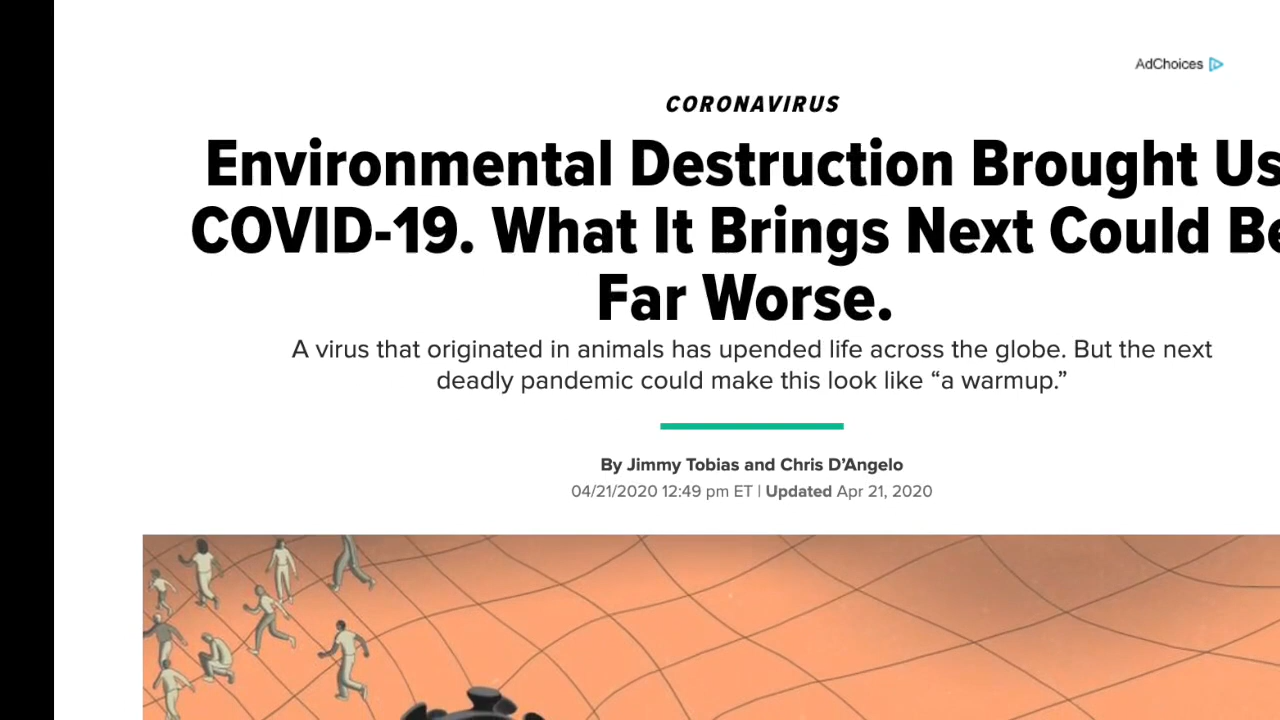 AdChoices
CORONAVIRUS
Environmental Destruction Brought Us
COVID-19. What It Brings Next Could Be
Far Worse.
A virus that originated in animals has upended life across the globe. But the next
deadly pandemic could make this look like “a warmup.”
By Jimmy Tobias and Chris D’Angelo
04/21/2020 12:49 pm ET | Updated Apr 21, 2020